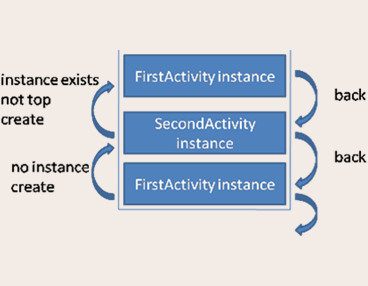 instance exists
not top
create
FirstActivity instance
back
SecondActivity
instance
back
no instance
create
FirstActivity instance